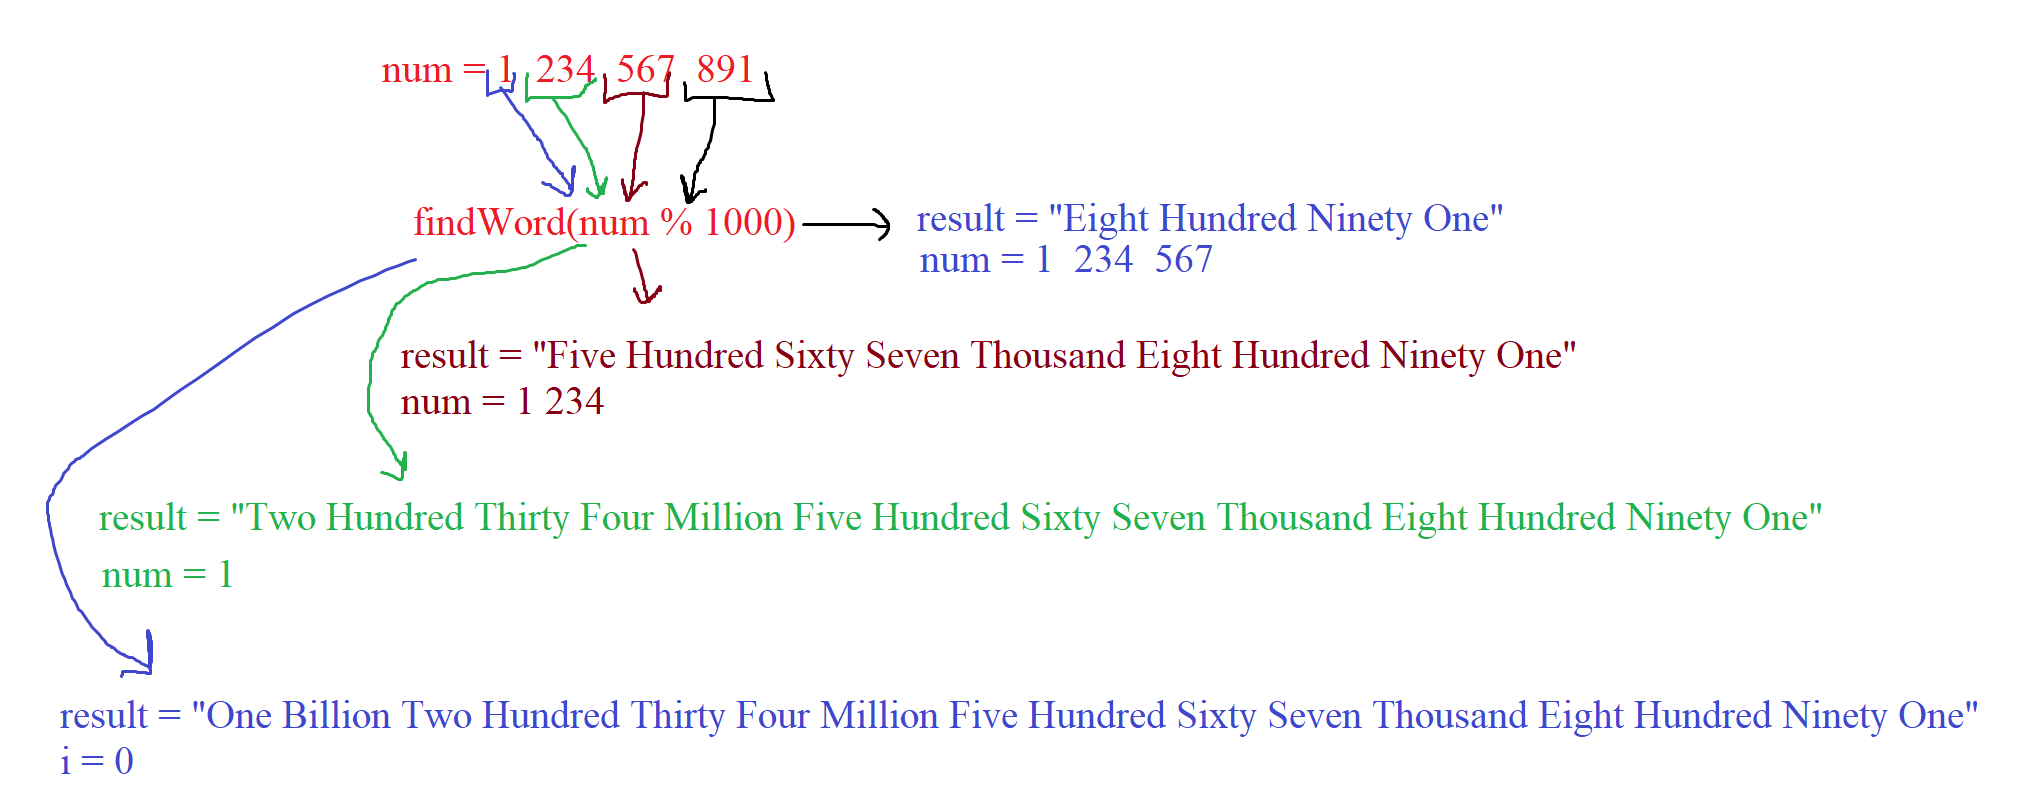 num = 1 234 567 891
findWord(num % 1000)
result = "Eight Hundred Ninety One"
num = 1 234 567
result = "Five Hundred Sixty Seven Thousand Eight Hundred Ninety One"
num = 1 234
result = "Two Hundred Thirty Four Million Five Hundred Sixty Seven Thousand Eight Hundred Ninety One"
num = 1
result = "One Billion Two Hundred Thirty Four Million Five Hundred Sixty Seven Thousand Eight Hundred Ninety One"
i = 0